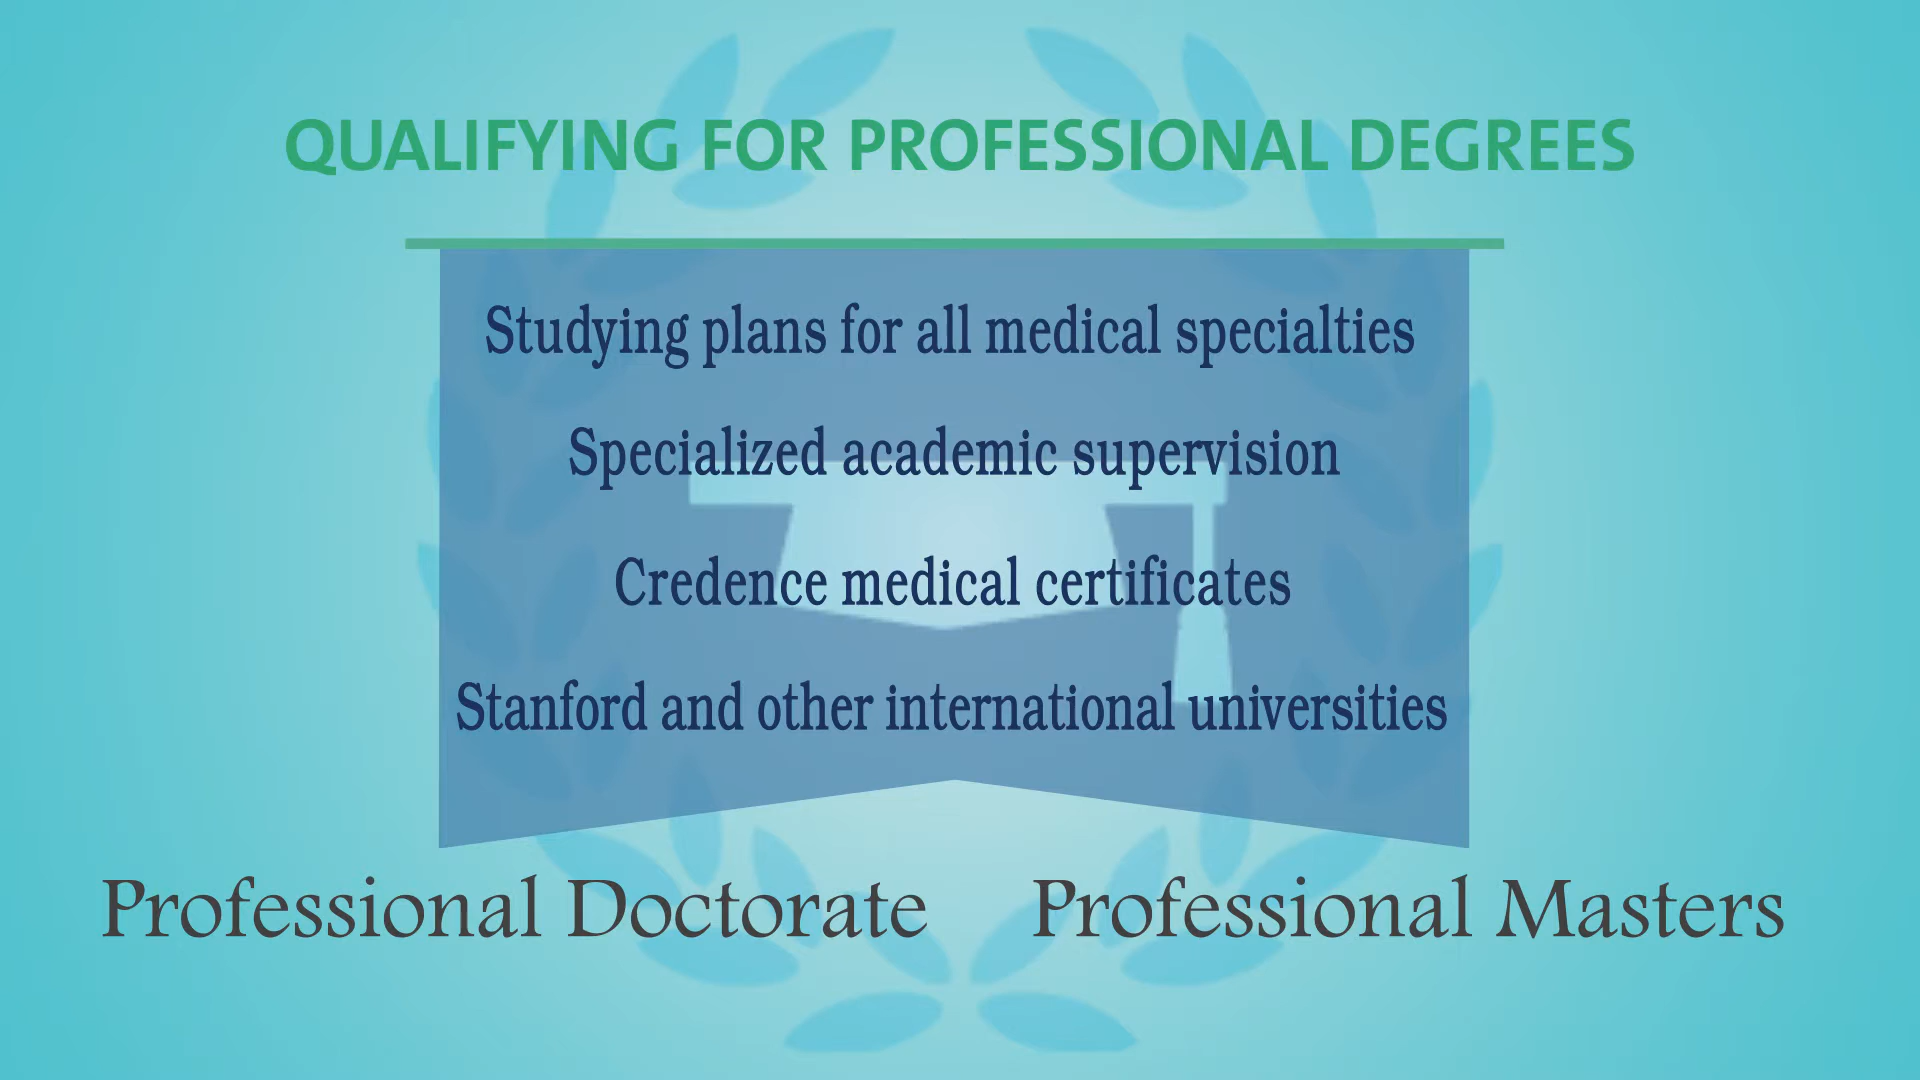 QUALIFYING FOR PROFESSIONAL DEGREES
Studying plans for all medical specialties
Specialized academic supervision
Credence medical certificates
Stanford and other international universities
Professional Doctorate Professional Masters